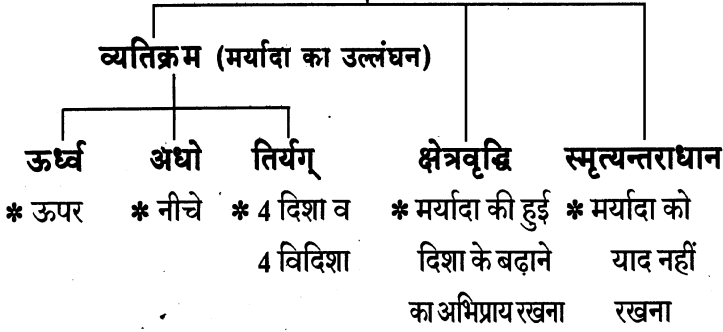 व्यतिक्रम (मर्यादा का उल्लंघन)
ऊर्ध्व अधो तिर्यग् क्षेत्रवृद्धि स्मृत्यन्तराधान
* ऊपर * नीचे * 4 दिशा व * मर्यादा की हुई * मर्यादा को
4 विदिशा दिशा के बढ़ाने याद नहीं
का अभिप्राय रखना रखना